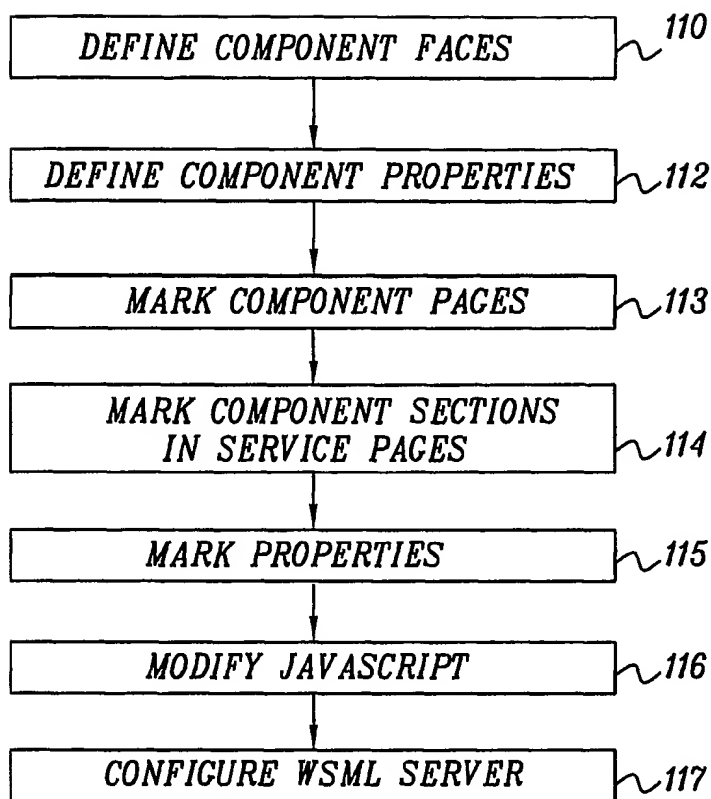 DEFINE COMPONENT FACES 110
DEFINE COMPONENT PROPERTIES 112
MARK COMPONENT PAGES 113
MARK COMPONENT SECTIONS
IN SERVICE PAGES 114
MARK PROPERTIES 115
MODIFY JAVASCRIPT 116
CONFIGURE WSML SERVER 117